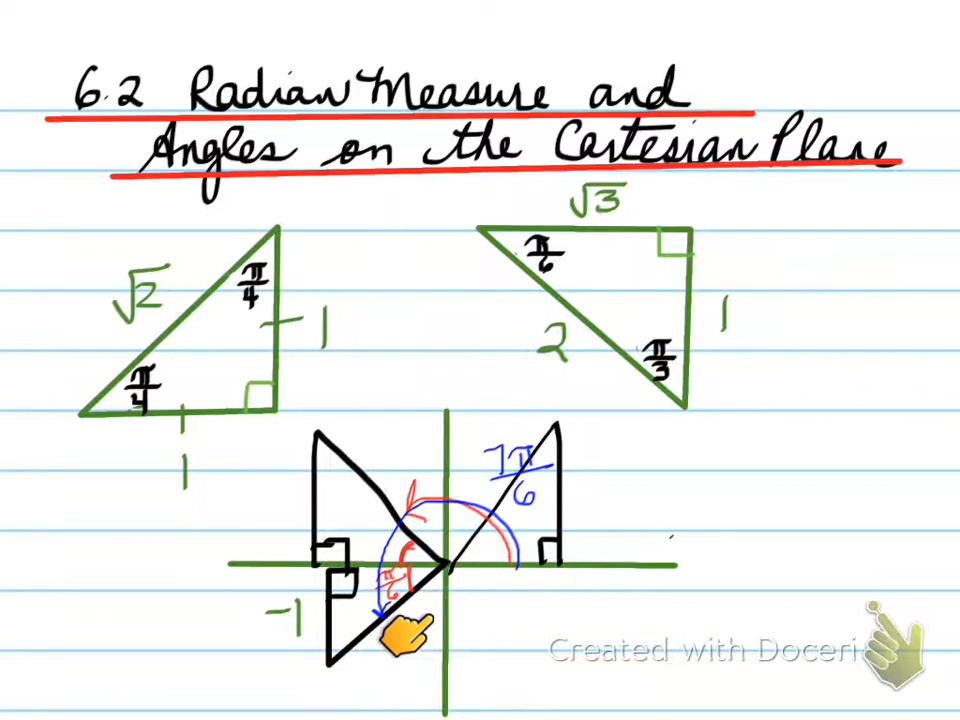 6.2 Radian Measure and
Angles on the Cartesian Plane
√3
√2
π/4
π/6
1
2
1
π/4
π/3
1
7π/6
π/6
-1
Created with Doceri